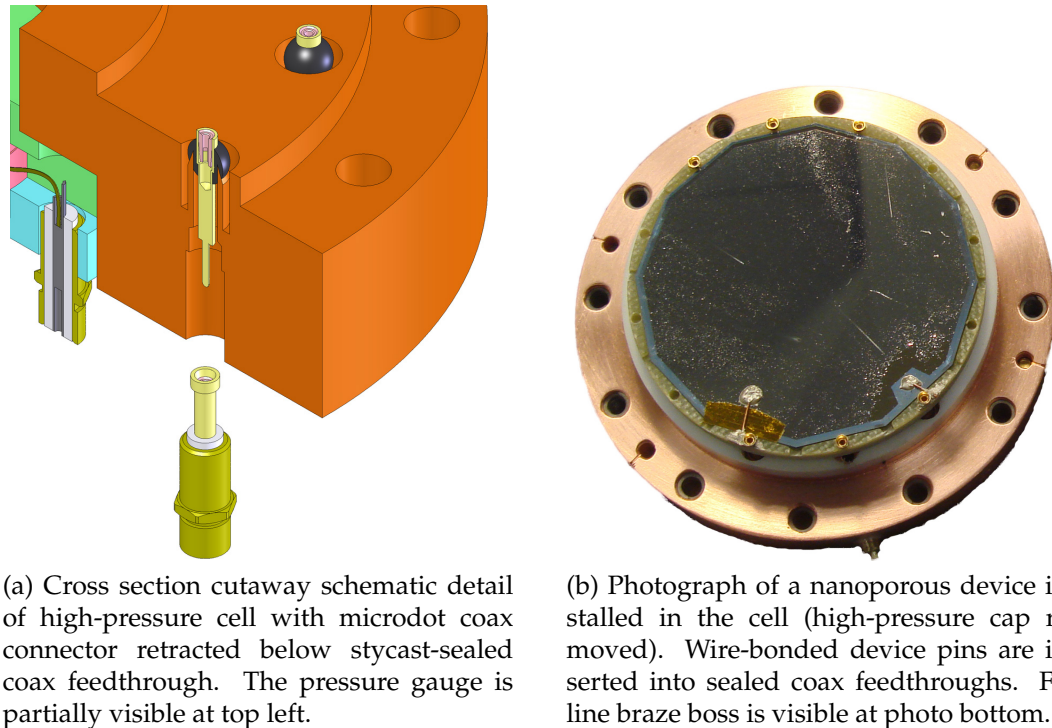 (a) Cross section cutaway schematic detail
of high-pressure cell with microdot coax
connector retracted below stycast-sealed
coax feedthrough. The pressure gauge is
partially visible at top left.
(b) Photograph of a nanoporous device i
stalled in the cell (high-pressure cap r
moved). Wire-bonded device pins are i
serted into sealed coax feedthroughs. F
line braze boss is visible at photo bottom.